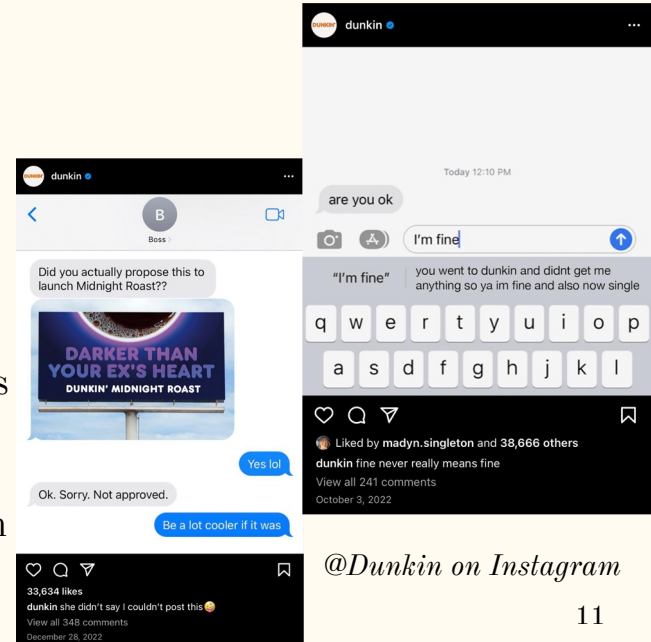 DUNKIN'
dunkin
B
Boss
Did you actually propose this to
launch Midnight Roast??
DARKER THAN
YOUR EX'S HEART
DUNKIN' MIDNIGHT ROAST
Yes lol
Ok. Sorry. Not approved.
Be a lot cooler if it was
33,634 likes
dunkin she didn't say I couldn't post this🤪
View all 348 comments
December 28, 2022
DUNKIN'
dunkin
Today 12:10 PM
are you ok
I'm fine
"I'm fine"
you went to dunkin and didnt get me
anything so ya im fine and also now single
q w e r t y u i o p
a s d f g h j k l
Liked by madyn.singleton and 38,666 others
dunkin fine never really means fine
View all 241 comments
October 3, 2022
@Dunkin on Instagram
11